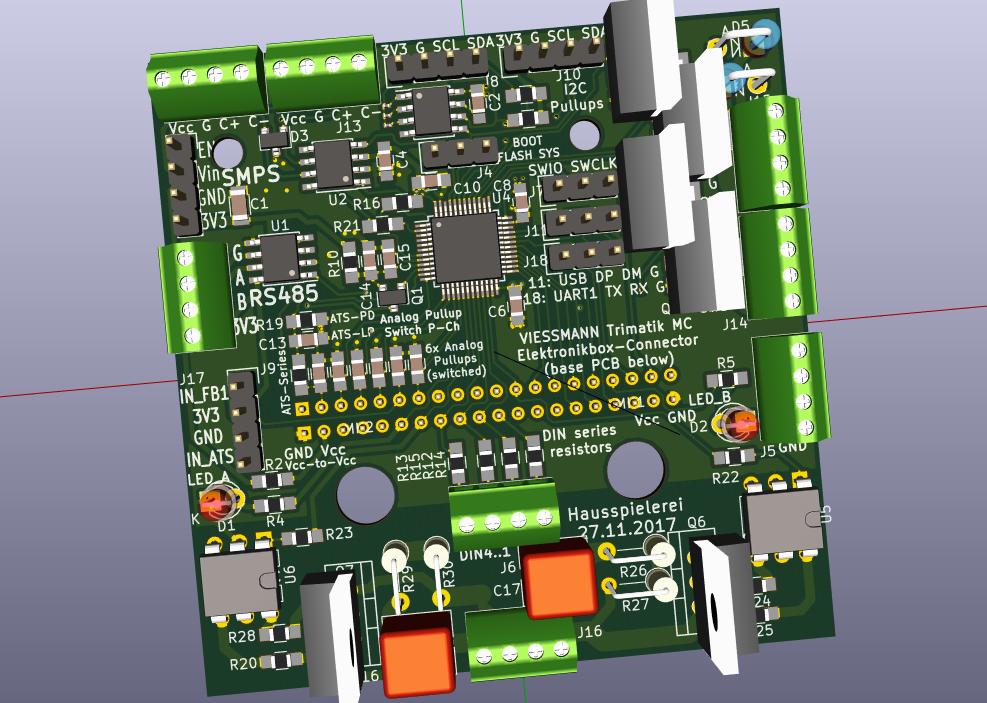 3V3 G SCL SDA
3V3 G SCL SDA
D5
J10
I2C
Pullups
C2
Vcc G C+ C-
Vcc G C+ C-
J13
D3
EN
Vin
GND
3V3
SMPS
C1
U2
C4
BOOT
FLASH SYS
J4
C10
C8
U4
SWIO SWCLK
R16
R21
U1
R10
C15
C14
Q1
J11
J18
11: USB DP DM G
18: UART1 TX RX G
G
A
B
3V3
RS485
R19
C13
ATS-PD
ATS-LP
Analog Pullup
Switch P-Ch
C6
6x Analog
Pullups
(switched)
VIESSMANN Trimatik MC
Elektronikbox-Connector
(base PCB below)
J14
J17
J9
ATS-Series
IN_FB1
3V3
GND
IN_ATS
LED_A
R5
LED_B
D2
Vcc GND
GND Vcc
Vcc-to-Vcc
R13
R15
R12
R14
DIN series
resistors
J5
GND
R22
R2
K
D1
R4
R23
Hausspielerei
27.11.2017
Q6
U5
U6
DIN4..1
J6
C17
R29
R30
R26
R27
R28
R20
J16